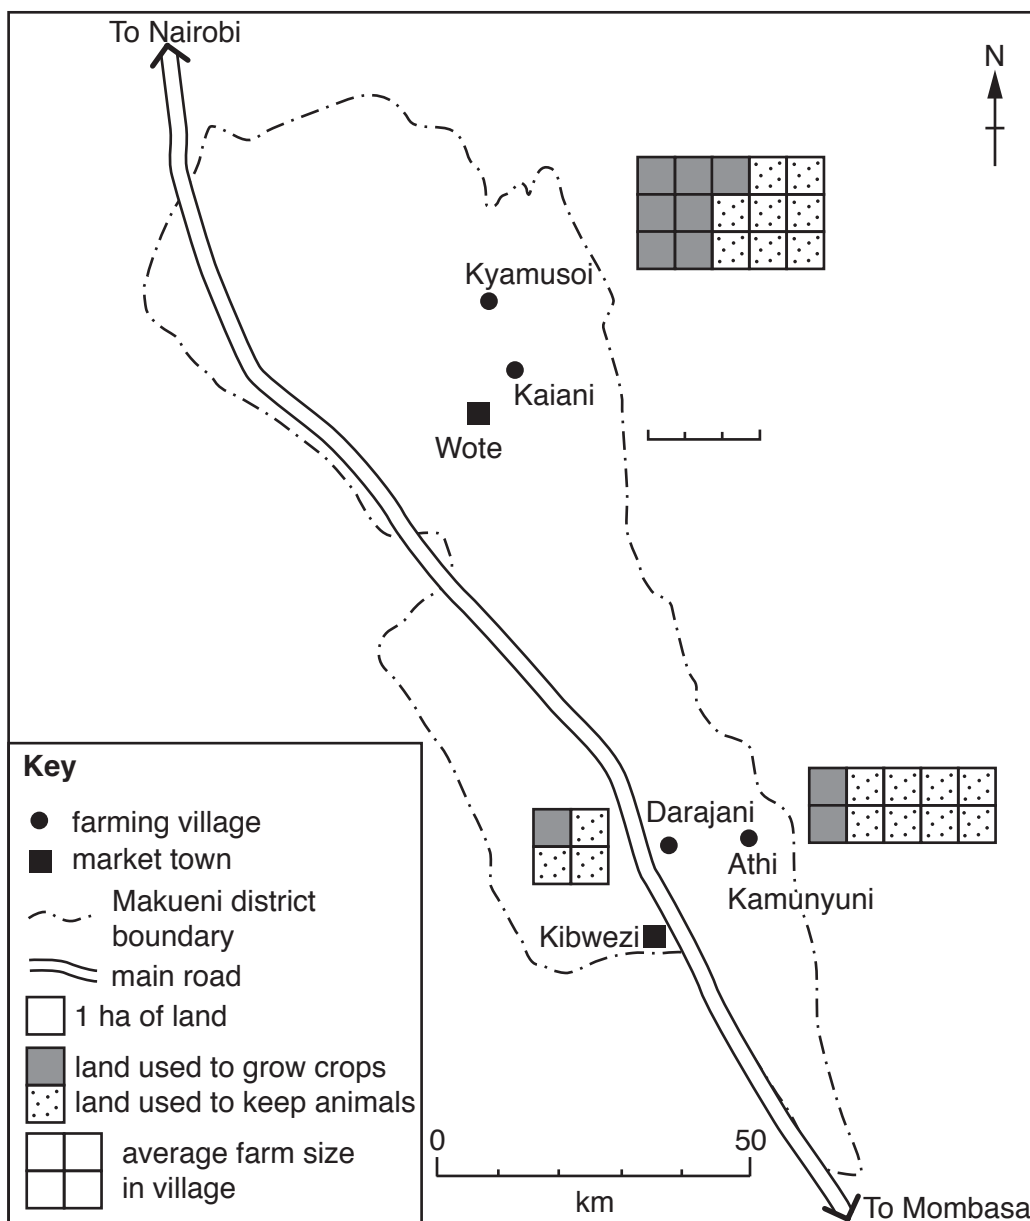 To Nairobi
N
Kyamusoi
Kaiani
Wote
Darajani
Athi
Kamunyuni
Kibwezi
Key
farming village
market town
Makueni district
boundary
main road
1 ha of land
land used to grow crops
land used to keep animals
average farm size
in village
0 50
km
To Mombasa